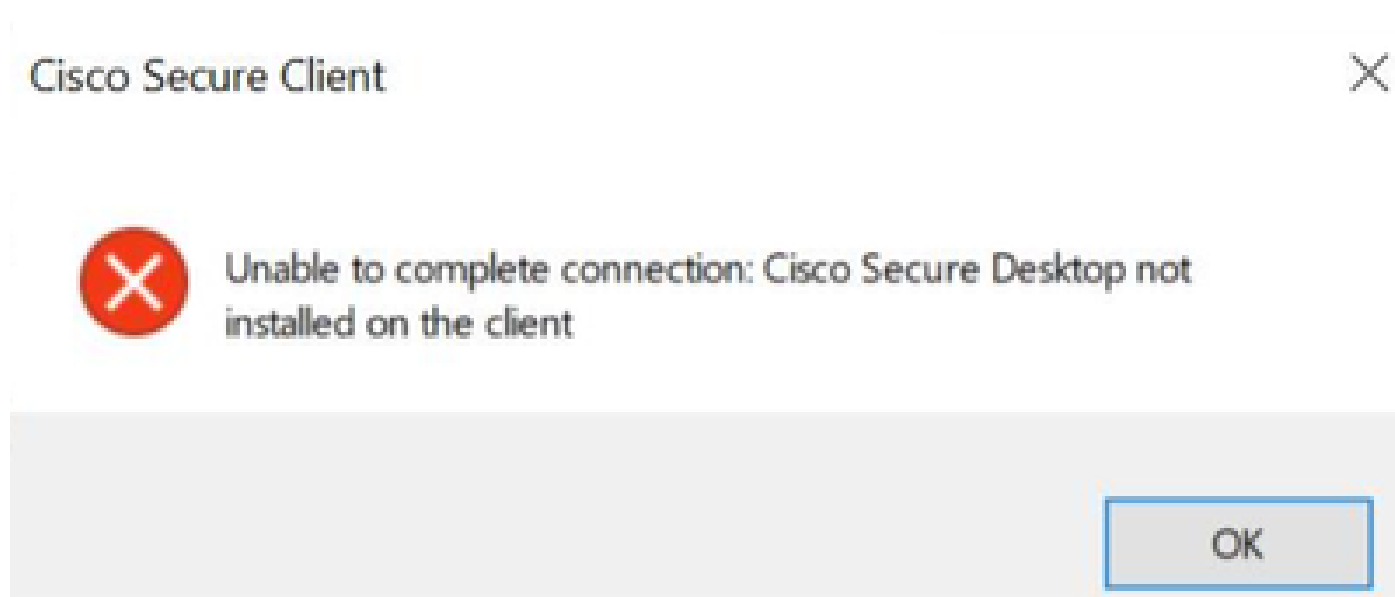 Cisco Secure Client
Unable to complete connection: Cisco Secure Desktop not
installed on the client
OK